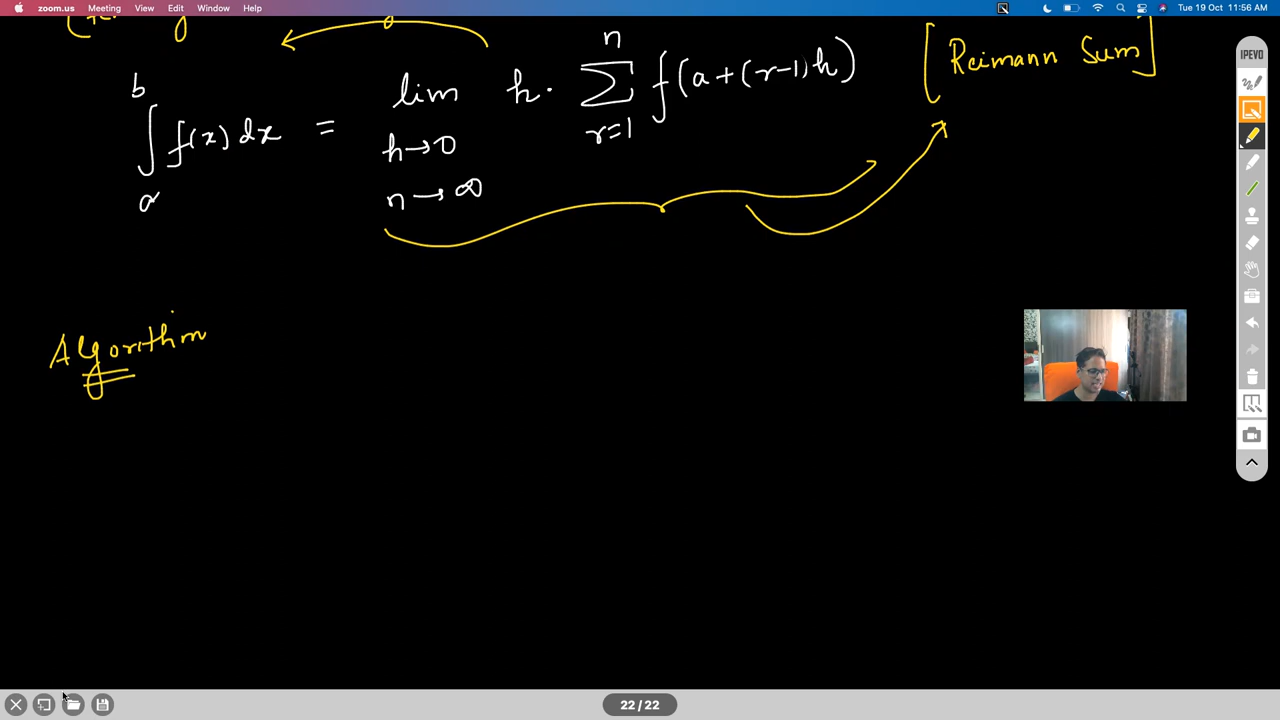 zoom.us Meeting View Edit Window Help Tue 19 Oct 11:56 AM
IPEVO
[Reimann Sum]
b
∫ f(x) dx = lim h. n ∑ r=1 f(a+(r-1)h)
a
h→0
n→∞
Algorithm
22 / 22